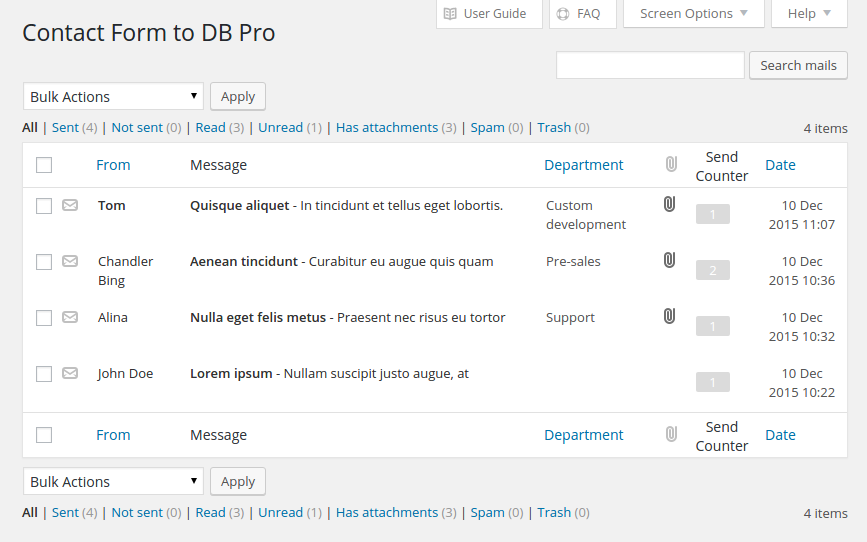 User Guide FAQ Screen Options Help
Contact Form to DB Pro
Search mails
Bulk Actions Apply
All | Sent (4) | Not sent (0) | Read (3) | Unread (1) | Has attachments (3) | Spam (0) | Trash (0) 4 items
From Message Department Send Counter Date
Tom Quisque aliquet - In tincidunt et tellus eget lobortis. Custom development 1 10 Dec 2015 11:07
Chandler Bing Aenean tincidunt - Curabitur eu augue quis quam Pre-sales 2 10 Dec 2015 10:36
Alina Nulla eget felis metus - Praesent nec risus eu tortor Support 1 10 Dec 2015 10:32
John Doe Lorem ipsum - Nullam suscipit justo augue, at 1 10 Dec 2015 10:22
From Message Department Send Counter Date
Bulk Actions Apply
All | Sent (4) | Not sent (0) | Read (3) | Unread (1) | Has attachments (3) | Spam (0) | Trash (0) 4 items